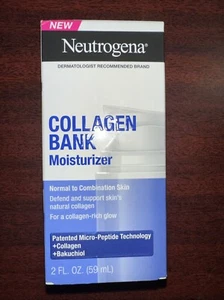 NEW
Neutrogena®
DERMATOLOGIST RECOMMENDED BRAND
COLLAGEN
BANK
Moisturizer
Normal to Combination Skin
Defend and support skin's
natural collagen
For a collagen-rich glow
Patented Micro-Peptide Technology
+Collagen
+Bakuchiol
2 FL. OZ. (59 mL)